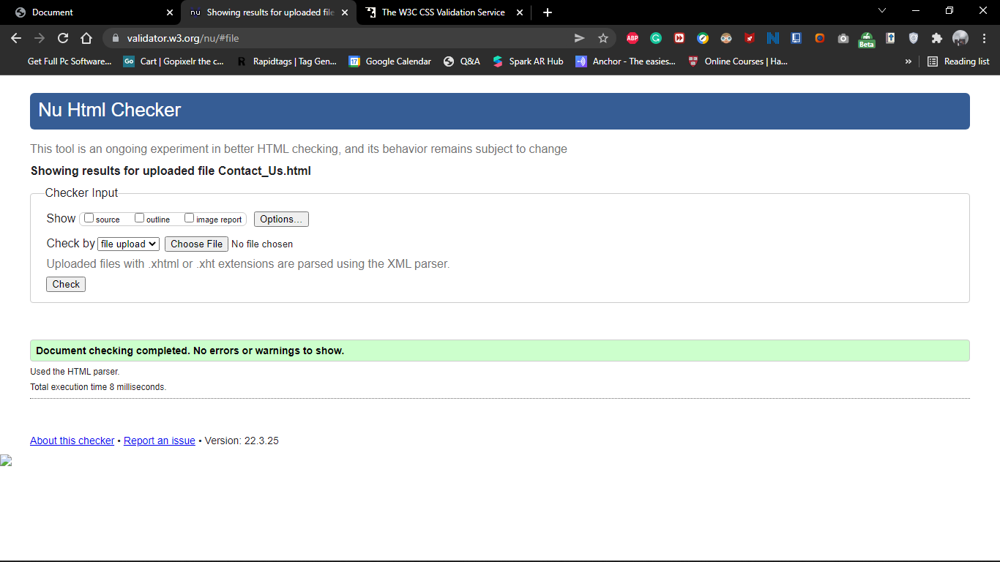 Document
nu Showing results for uploaded file
The W3C CSS Validation Service
validator.w3.org/nu/#file
ABP
Beta
Get Full Pc Software...
Go Cart | Gopixelr the c...
R Rapidtags | Tag Gen...
17 Google Calendar
Q&A
Spark AR Hub
Anchor - The easies...
Online Courses | Ha...
»
Reading list
Nu Html Checker
This tool is an ongoing experiment in better HTML checking, and its behavior remains subject to change
Showing results for uploaded file Contact_Us.html
Checker Input
Show source outline image report Options...
Check by file upload Choose File No file chosen
Uploaded files with .xhtml or .xht extensions are parsed using the XML parser.
Check
Document checking completed. No errors or warnings to show.
Used the HTML parser.
Total execution time 8 milliseconds.
About this checker • Report an issue • Version: 22.3.25